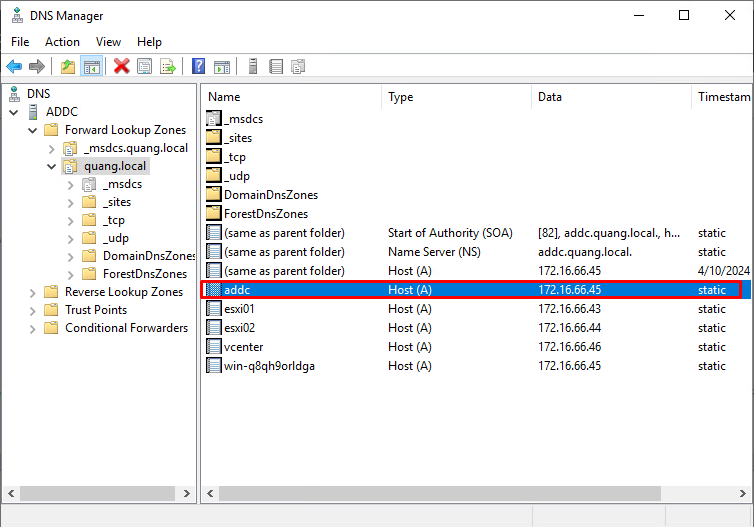 DNS Manager
File Action View Help
DNS
ADDC
Forward Lookup Zones
_msdcs.quang.local
quang.local
_msdcs
_sites
_tcp
_udp
DomainDnsZones
ForestDnsZones
Reverse Lookup Zones
Trust Points
Conditional Forwarders
Name Type Data Timestam
_msdcs
_sites
_tcp
_udp
DomainDnsZones
ForestDnsZones
(same as parent folder) Start of Authority (SOA) [82], addc.quang.local., h... static
(same as parent folder) Name Server (NS) addc.quang.local. static
(same as parent folder) Host (A) 172.16.66.45 4/10/2024
addc Host (A) 172.16.66.45 static
esxi01 Host (A) 172.16.66.43 static
esxi02 Host (A) 172.16.66.44 static
vcenter Host (A) 172.16.66.46 static
win-q8qh9orldga Host (A) 172.16.66.45 static